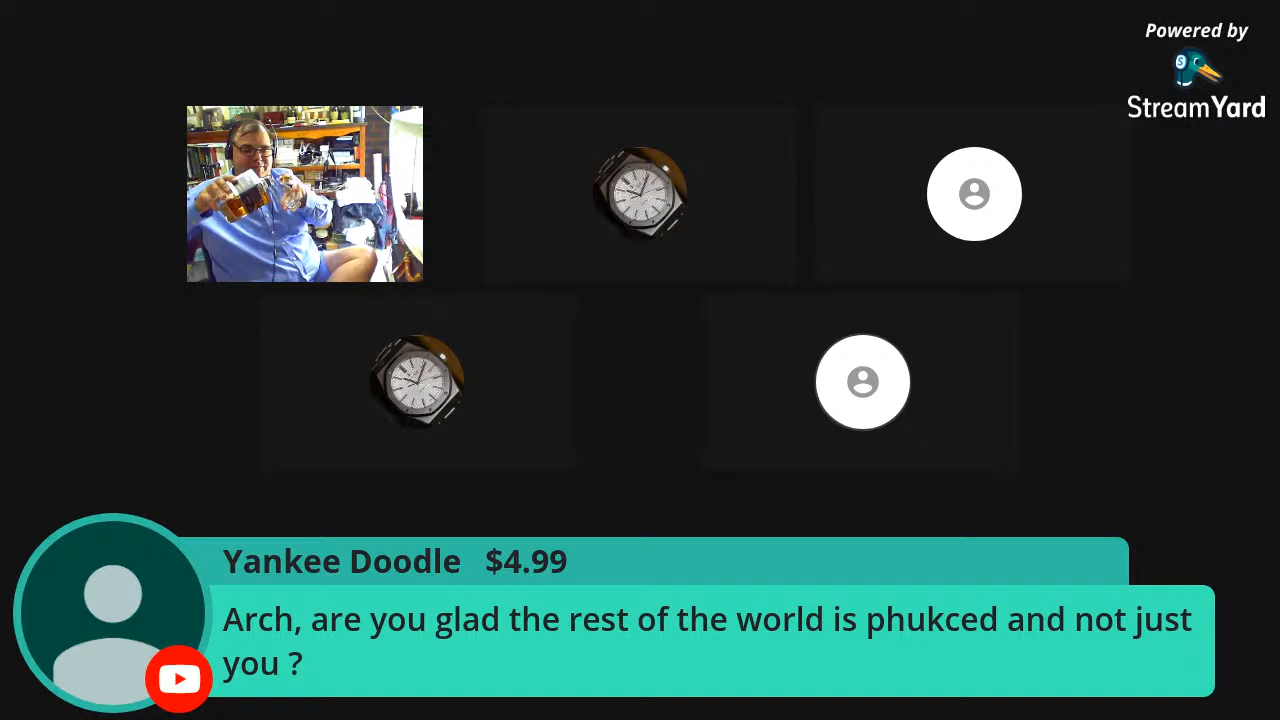 Powered by
StreamYard
Yankee Doodle $4.99
Arch, are you glad the rest of the world is phukced and not just
you ?